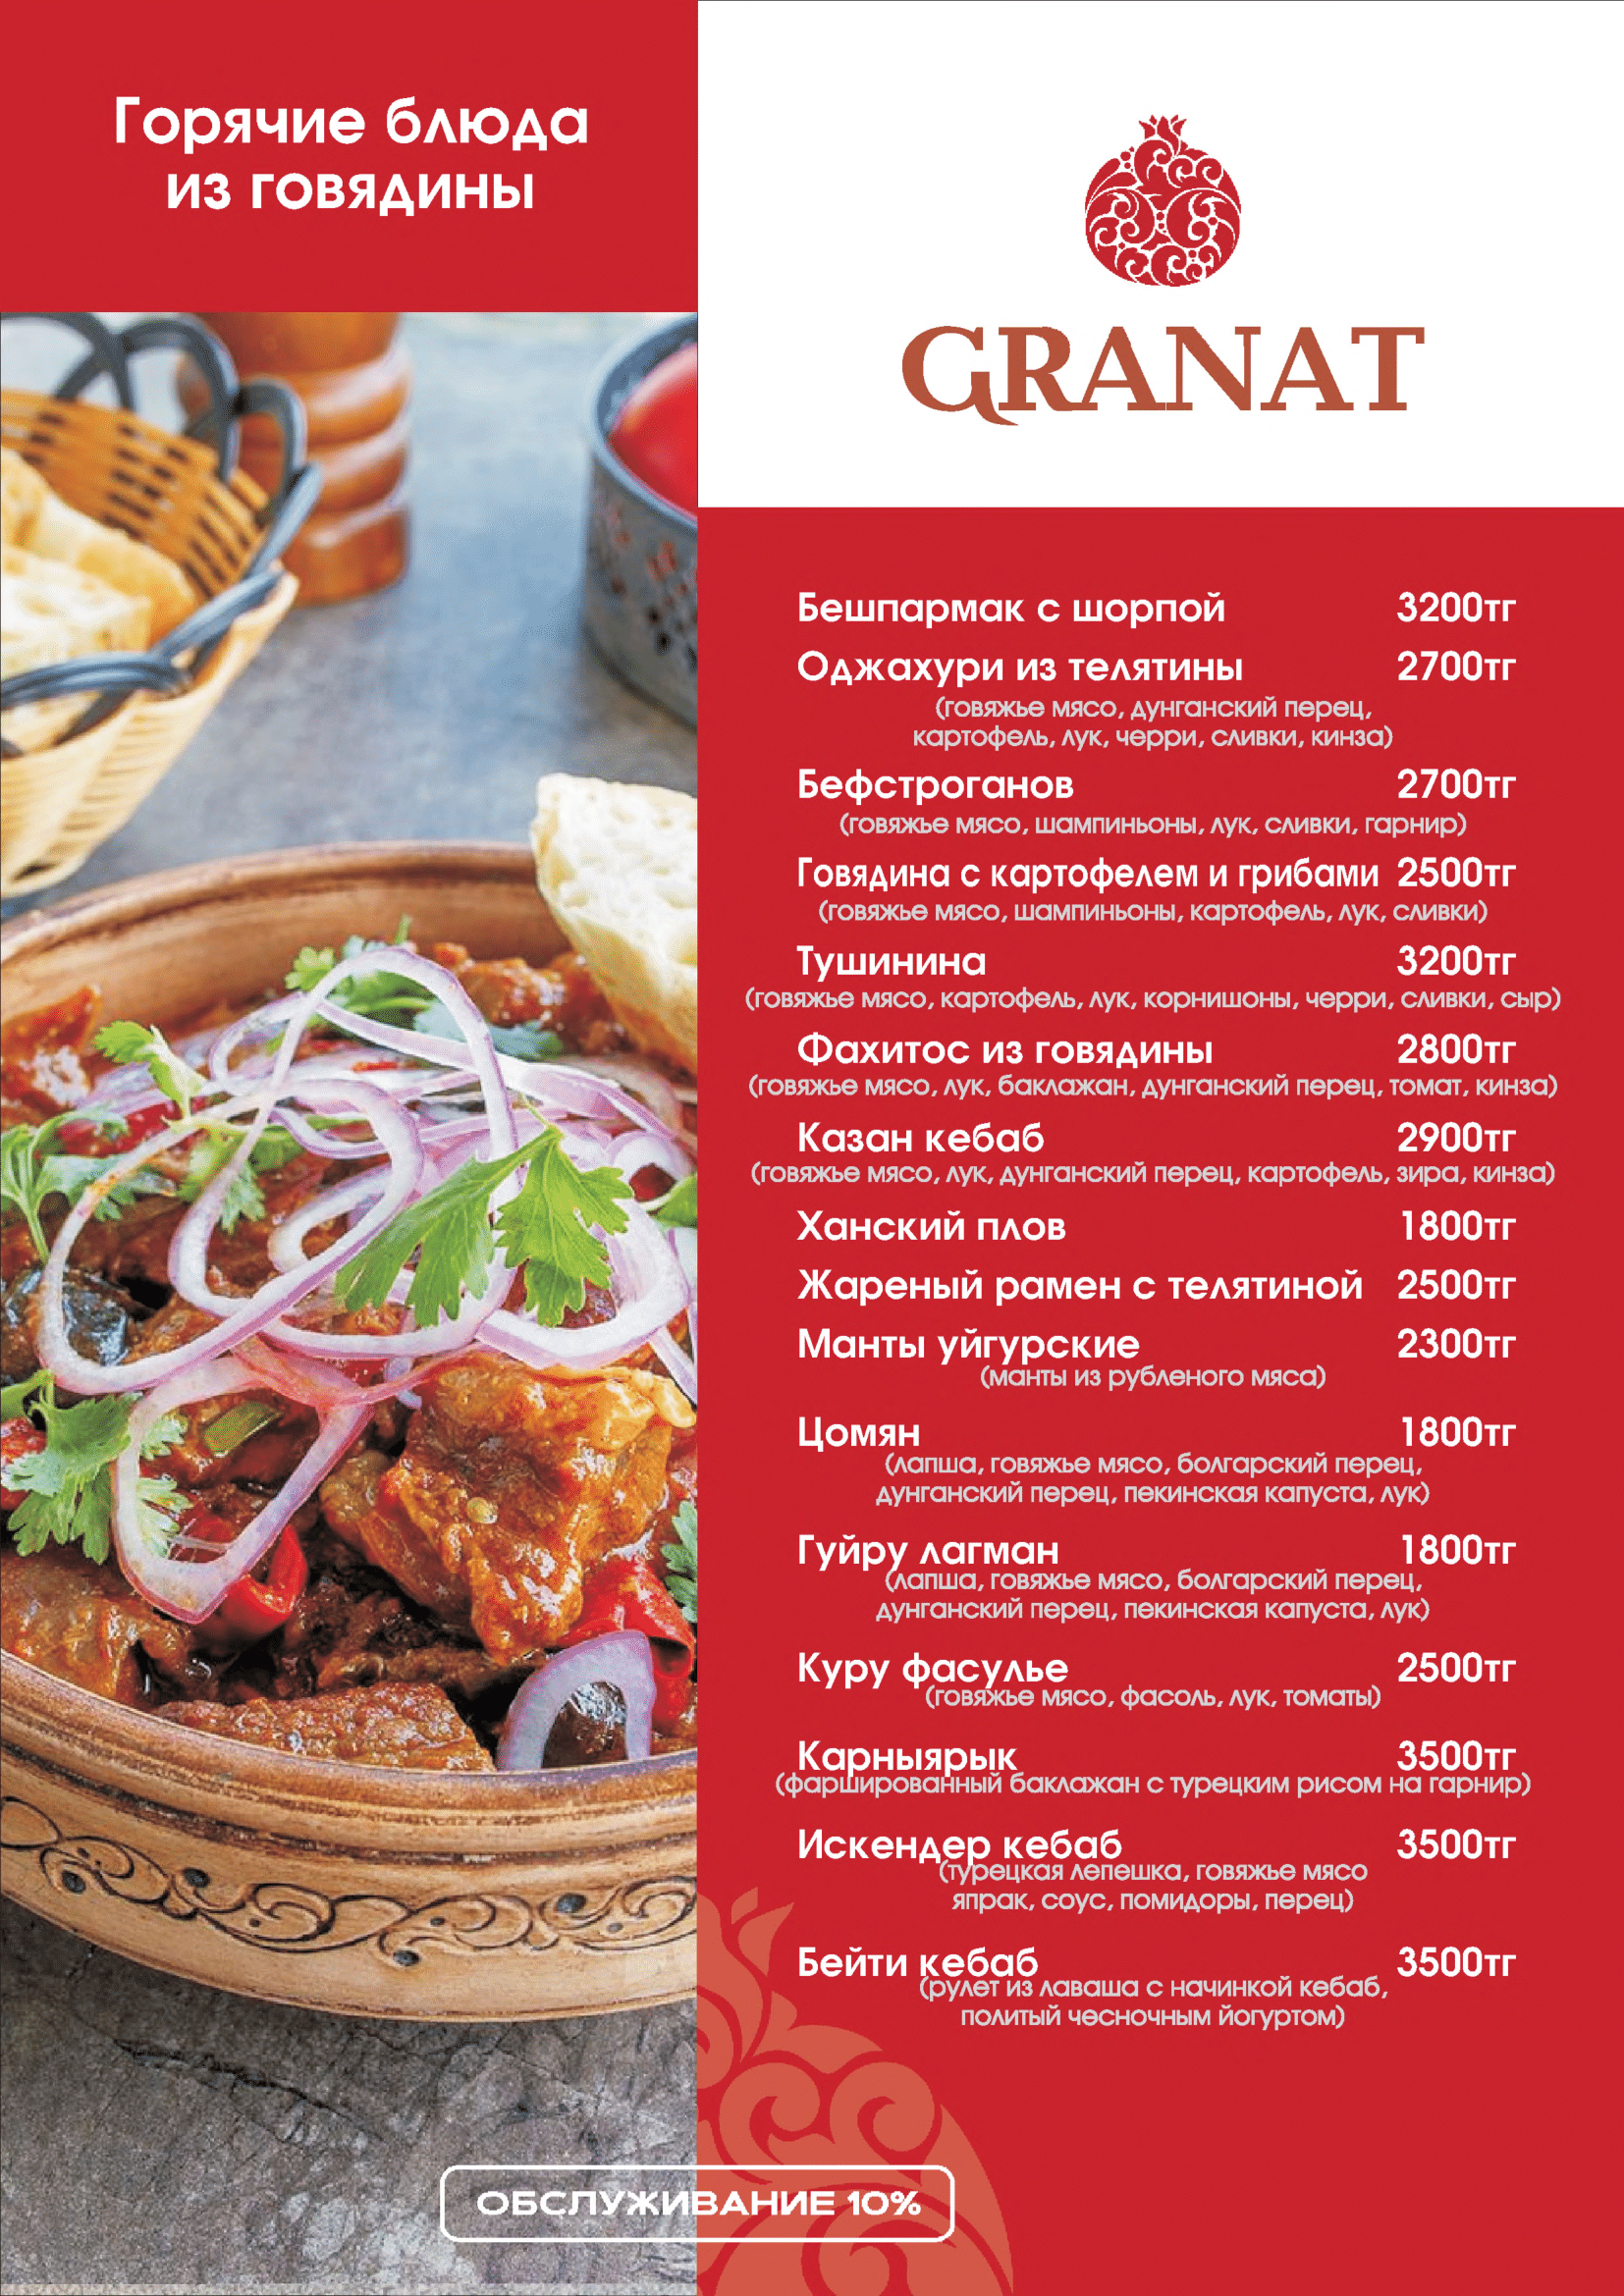 Горячие блюда
из говядины
GRANAT
Бешпармак с шорпой 3200тг
Оджахури из телятины 2700тг
(говяжье мясо, дунганский перец,
картофель, лук, черри, сливки, кинза)
Бефстроганов 2700тг
(говяжье мясо, шампиньоны, лук, сливки, гарнир)
Говядина с картофелем и грибами 2500тг
(говяжье мясо, шампиньоны, картофель, лук, сливки)
Тушинина 3200тг
(говяжье мясо, картофель, лук, корнишоны, черри, сливки, сыр)
Фахитос из говядины 2800тг
(говяжье мясо, лук, баклажан, дунганский перец, томат, кинза)
Казан кебаб 2900тг
(говяжье мясо, лук, дунганский перец, картофель, зира, кинза)
Ханский плов 1800тг
Жареный рамен с телятиной 2500тг
Манты уйгурские 2300тг
(манты из рубленого мяса)
Цомян 1800тг
(лапша, говяжье мясо, болгарский перец,
дунганский перец, пекинская капуста, лук)
Гуйру лагман 1800тг
(лапша, говяжье мясо, болгарский перец,
дунганский перец, пекинская капуста, лук)
Куру фасулье 2500тг
(говяжье мясо, фасоль, лук, томаты)
Карныярык 3500тг
(фаршированный баклажан с турецким рисом на гарнир)
Искендер кебаб 3500тг
(турецкая лепешка, говяжье мясо
япрак, соус, помидоры, перец)
Бейти кебаб 3500тг
(рулет из лаваша с начинкой кебаб,
политый чесночным йогуртом)
ОБСЛУЖИВАНИЕ 10%